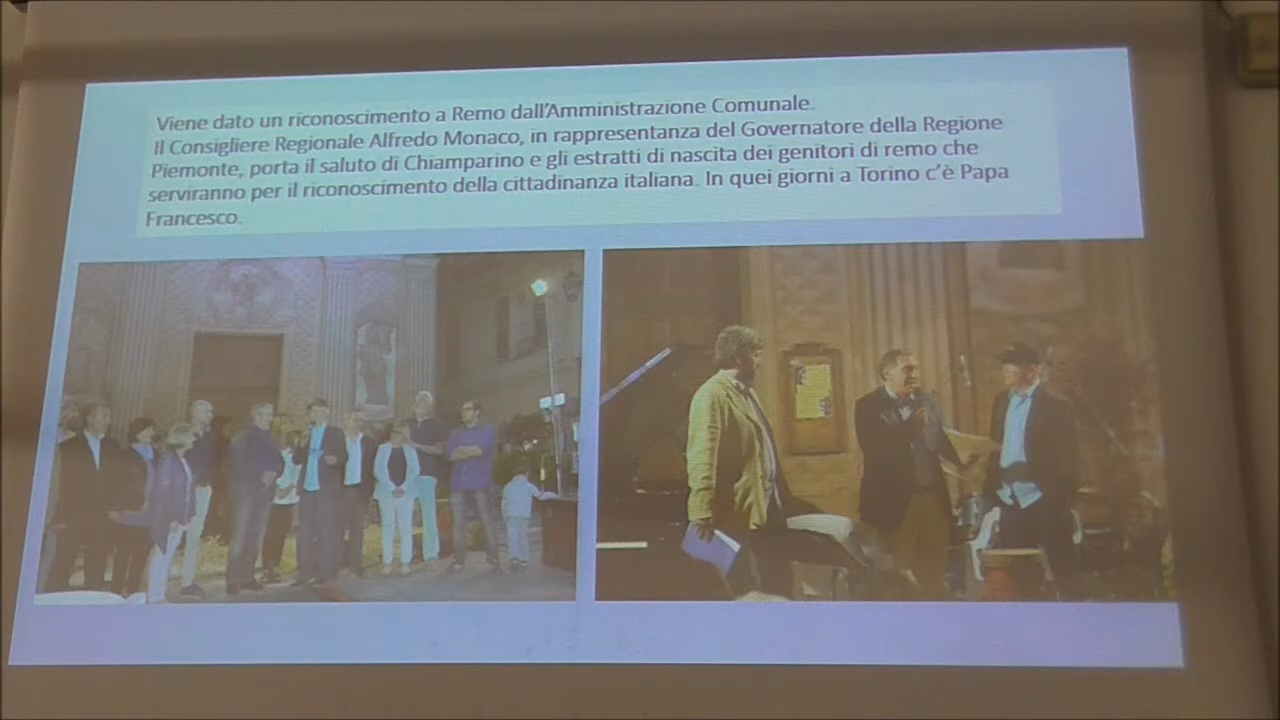 Viene dato un riconoscimento a Remo dall'Amministrazione Comunale.
Il Consigliere Regionale Alfredo Monaco, in rappresentanza del Governatore della Regione
Piemonte, porta il saluto di Chiamparino e gli estratti di nascita dei genitori di remo che
serviranno per il riconoscimento della cittadinanza italiana. In quei giorni a Torino c'è Papa
Francesco.